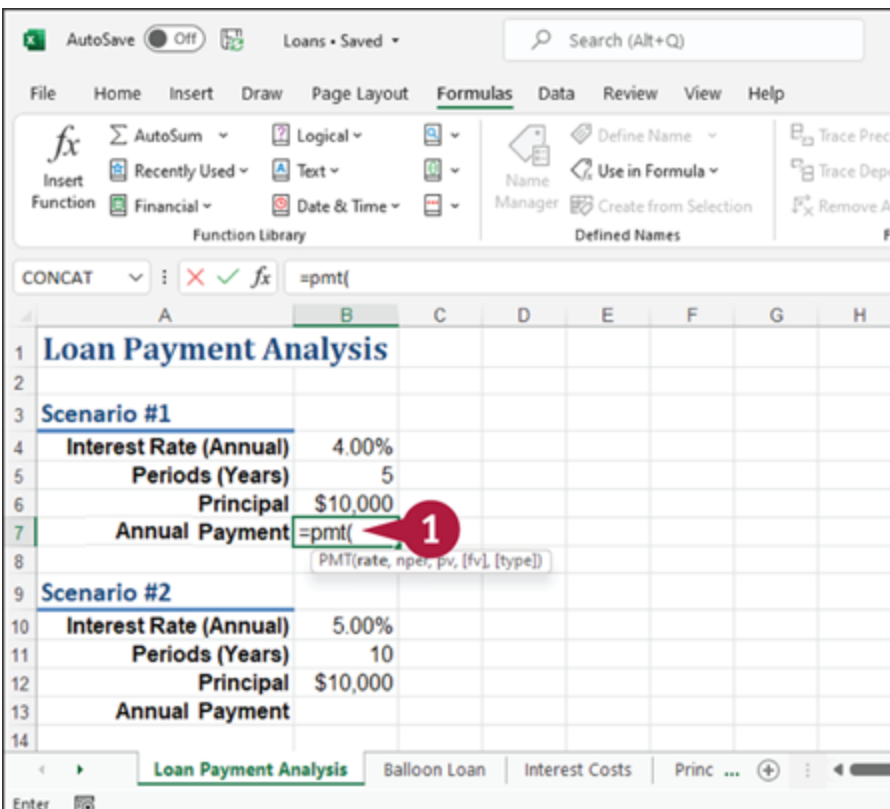 AutoSave Off Loans • Saved Search (Alt+Q)
File Home Insert Draw Page Layout Formulas Data Review View Help
fx AutoSum Logical Define Name Trace Prec
Insert Function Recently Used Text Name Manager Use in Formula Trace Dep
Financial Date & Time Create from Selection Remove A
Function Library Defined Names F
CONCAT fx =pmt(
A B C D E F G H
1 Loan Payment Analysis
2
3 Scenario #1
4 Interest Rate (Annual) 4.00%
5 Periods (Years) 5
6 Principal $10,000
7 Annual Payment =pmt( 1
8 PMT(rate, nper, pv, [fv], [type])
9 Scenario #2
10 Interest Rate (Annual) 5.00%
11 Periods (Years) 10
12 Principal $10,000
13 Annual Payment
14
Loan Payment Analysis Balloon Loan Interest Costs Princ ...
Enter